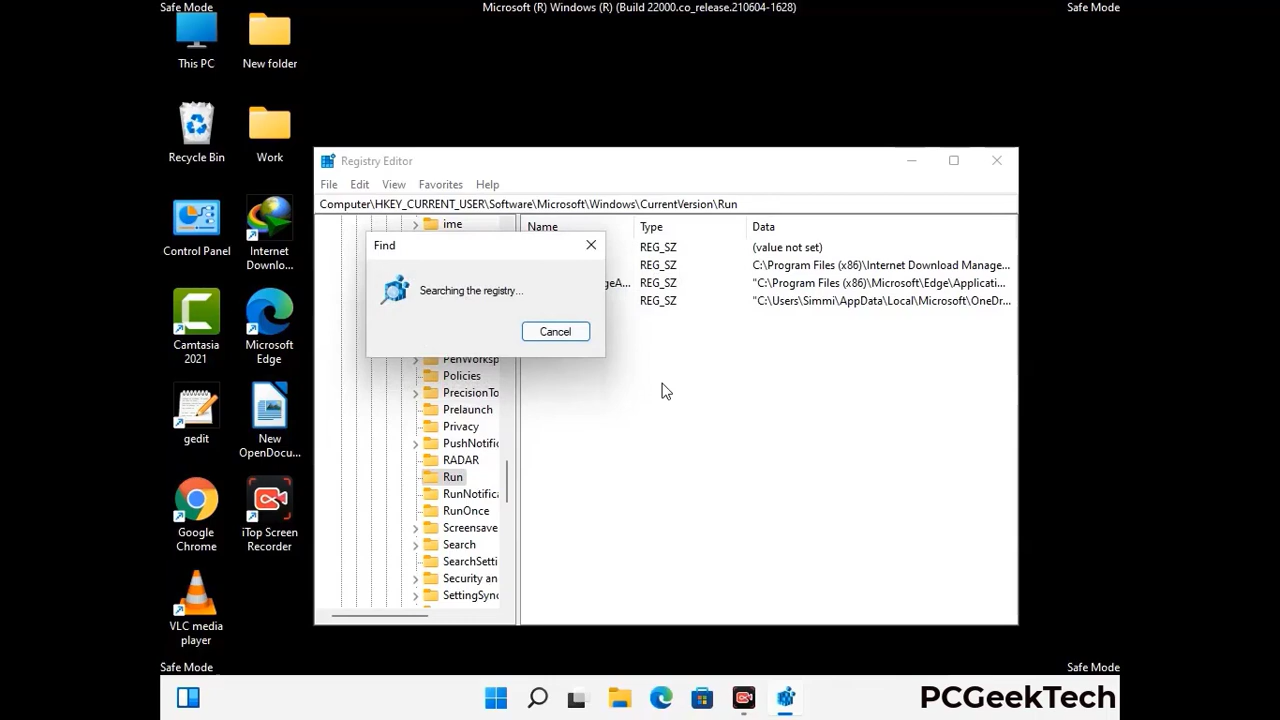 Safe Mode
Microsoft (R) Windows (R) (Build 22000.co_release.210604-1628)
Safe Mode
This PC
New folder
Recycle Bin
Work
Control Panel
Internet
Downlo...
Camtasia
2021
Microsoft
Edge
gedit
New
OpenDocu...
Google
Chrome
iTop Screen
Recorder
VLC media
player
Registry Editor
File Edit View Favorites Help
Computer\HKEY_CURRENT_USER\Software\Microsoft\Windows\CurrentVersion\Run
ime
PenWorksp
Policies
PrecisionTo
Prelaunch
Privacy
PushNotific
RADAR
Run
RunNotifica
RunOnce
Screensave
Search
SearchSetti
Security an
SettingSync
Name Type Data
REG_SZ (value not set)
REG_SZ C:\Program Files (x86)\Internet Download Manage...
geA... REG_SZ "C:\Program Files (x86)\Microsoft\Edge\Applicati...
REG_SZ "C:\Users\Simmi\AppData\Local\Microsoft\OneDr...
Find
Searching the registry...
Cancel
Safe Mode
Safe Mode
PCGeekTech